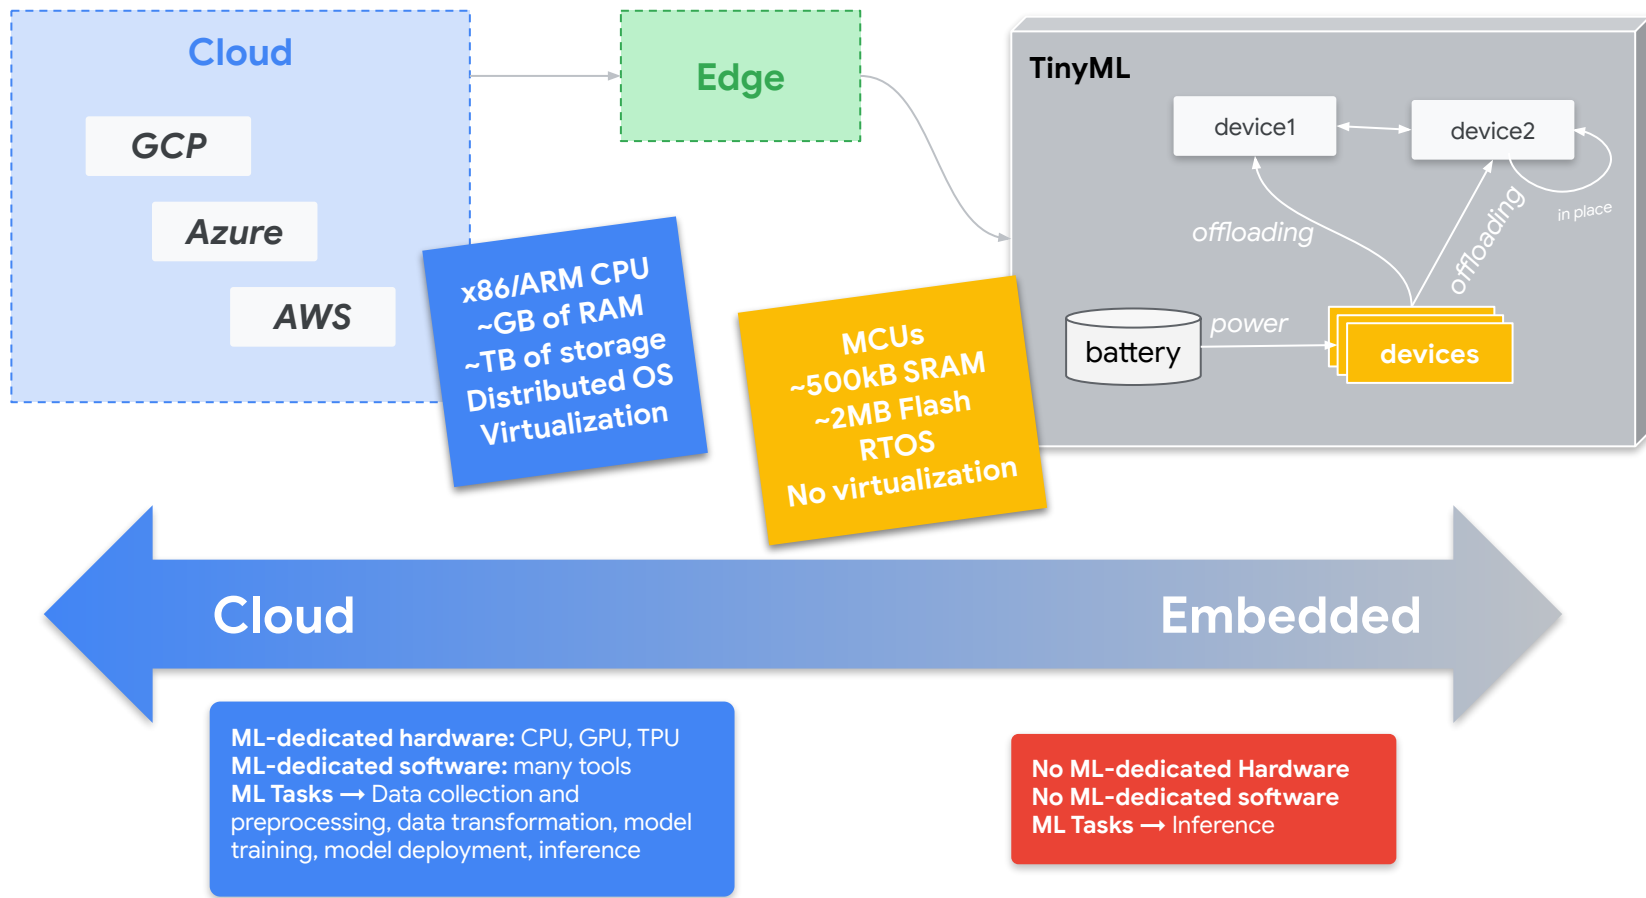 Cloud
GCP
Azure
AWS
Edge
TinyML
device1
device2
in place
offloading
offloading
power
battery
devices
x86/ARM CPU
~GB of RAM
~TB of storage
Distributed OS
Virtualization
MCUs
~500kB SRAM
~2MB Flash
RTOS
No virtualization
Cloud
Embedded
ML-dedicated hardware: CPU, GPU, TPU
ML-dedicated software: many tools
ML Tasks → Data collection and
preprocessing, data transformation, model
training, model deployment, inference
No ML-dedicated Hardware
No ML-dedicated software
ML Tasks → Inference